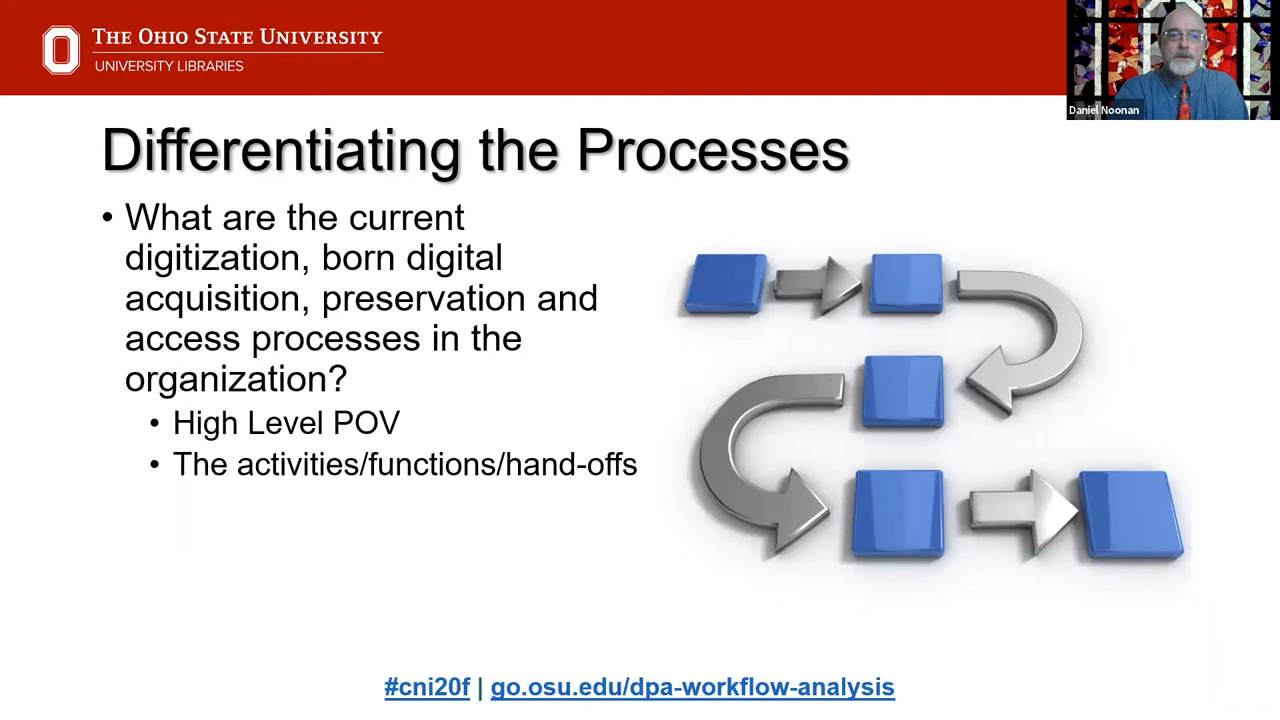 THE OHIO STATE UNIVERSITY
UNIVERSITY LIBRARIES
Daniel Noonan
Differentiating the Processes
• What are the current
digitization, born digital
acquisition, preservation and
access processes in the
organization?
• High Level POV
• The activities/functions/hand-offs
#cni20f | go.osu.edu/dpa-workflow-analysis